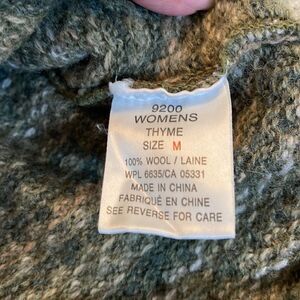 9200
WOMENS
THYME
SIZE M
100% WOOL / LAINE
WPL 6635/CA 05331
MADE IN CHINA
FABRIQUÉ EN CHINE
SEE REVERSE FOR CARE